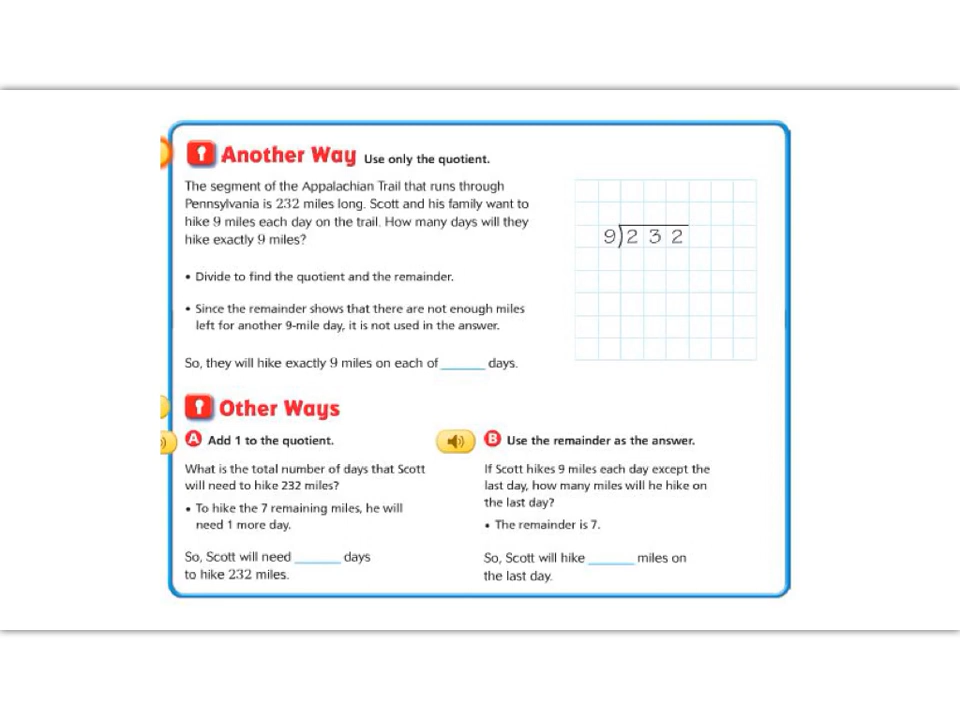 Another Way Use only the quotient.
The segment of the Appalachian Trail that runs through
Pennsylvania is 232 miles long. Scott and his family want to
hike 9 miles each day on the trail. How many days will they
hike exactly 9 miles?
9)2 3 2
• Divide to find the quotient and the remainder.
• Since the remainder shows that there are not enough miles
left for another 9-mile day, it is not used in the answer.
So, they will hike exactly 9 miles on each of ______ days.
Other Ways
A Add 1 to the quotient.
What is the total number of days that Scott
will need to hike 232 miles?
• To hike the 7 remaining miles, he will
need 1 more day.
So, Scott will need ______ days
to hike 232 miles.
B Use the remainder as the answer.
If Scott hikes 9 miles each day except the
last day, how many miles will he hike on
the last day?
• The remainder is 7.
So, Scott will hike ______ miles on
the last day.